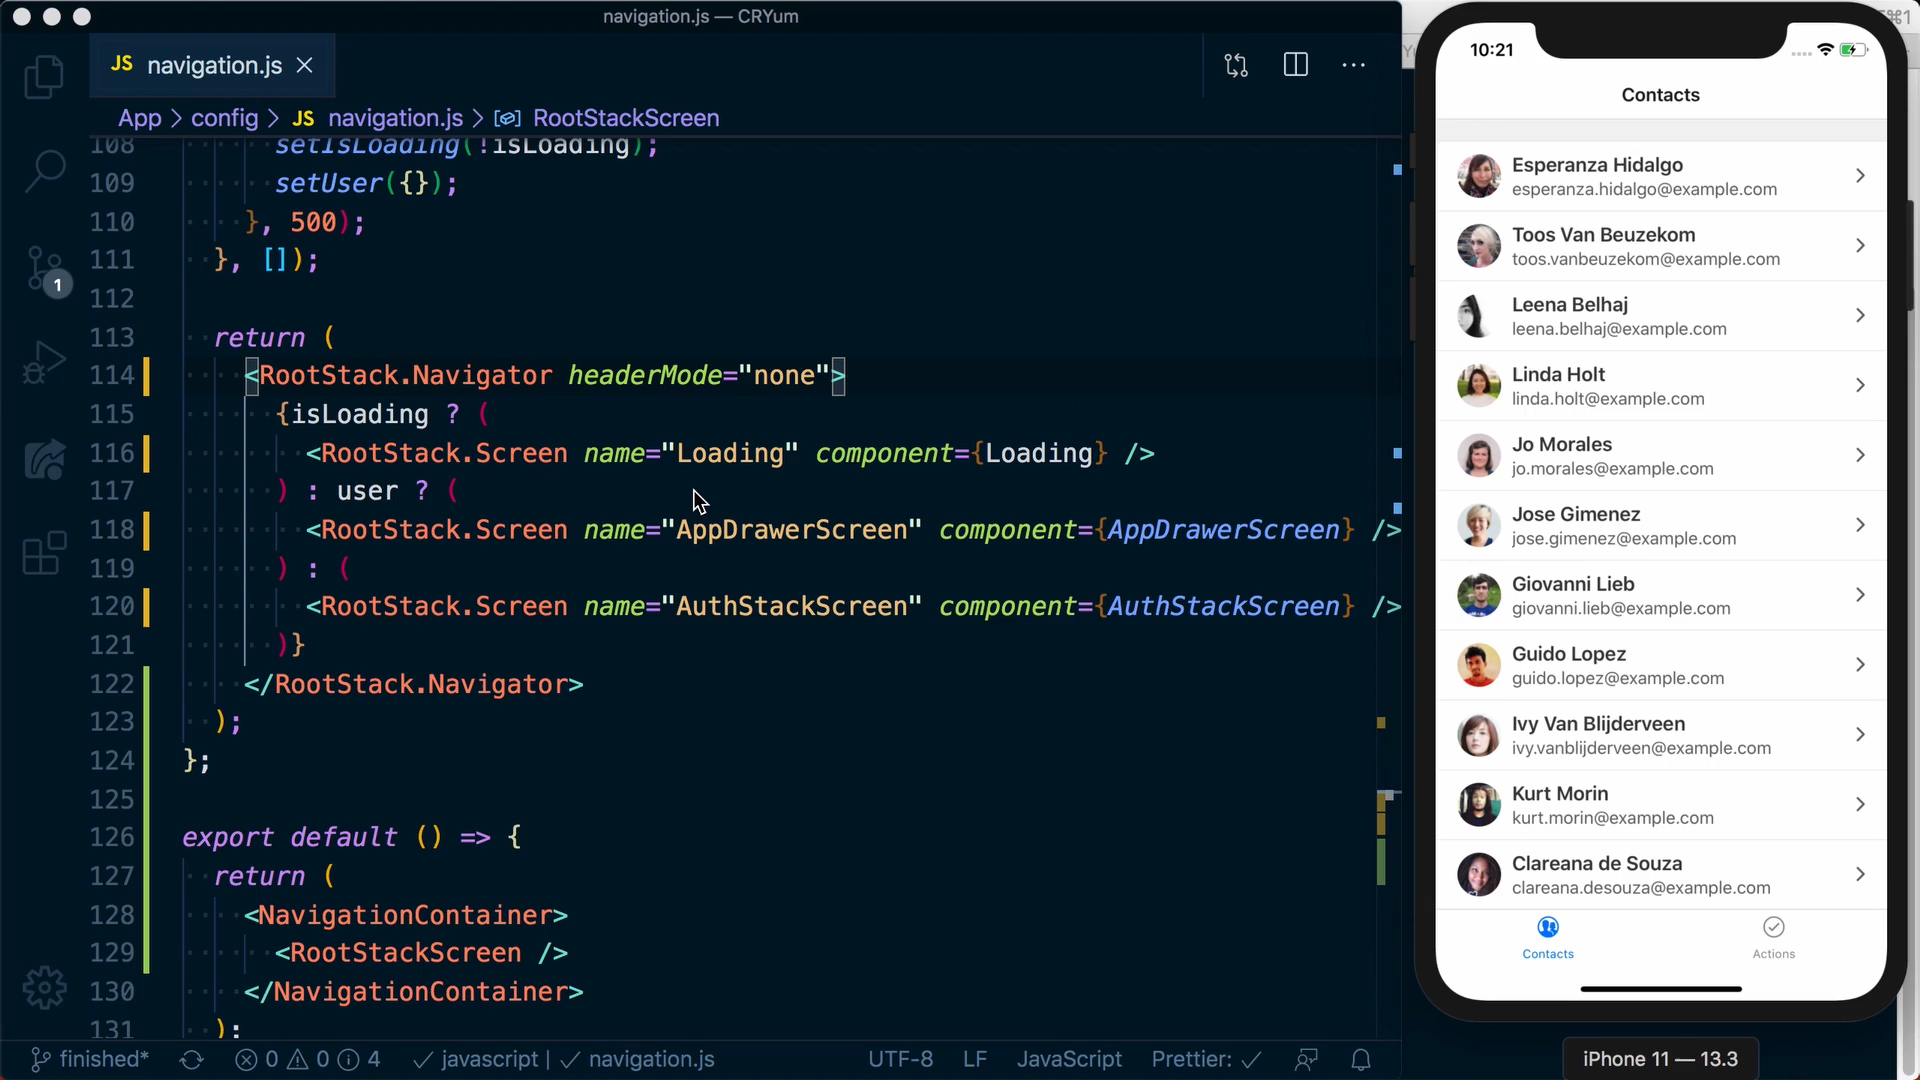 navigation.js — CRYum
⌘1
JS navigation.js
App > config > JS navigation.js > RootStackScreen
108 setIsLoading(!isLoading);
109 setUser({});
110 }, 500);
111 }, []);
112
113 return (
114 <RootStack.Navigator headerMode="none">
115 {isLoading ? (
116 <RootStack.Screen name="Loading" component={Loading} />
117 ) : user ? (
118 <RootStack.Screen name="AppDrawerScreen" component={AppDrawerScreen} />
119 ) : (
120 <RootStack.Screen name="AuthStackScreen" component={AuthStackScreen} />
121 )}
122 </RootStack.Navigator>
123 );
124 };
125
126 export default () => {
127 return (
128 <NavigationContainer>
129 <RootStackScreen />
130 </NavigationContainer>
131 );
1
finished* 0 0 4 javascript | navigation.js UTF-8 LF JavaScript Prettier:
10:21
Contacts
Esperanza Hidalgo
esperanza.hidalgo@example.com
Toos Van Beuzekom
toos.vanbeuzekom@example.com
Leena Belhaj
leena.belhaj@example.com
Linda Holt
linda.holt@example.com
Jo Morales
jo.morales@example.com
Jose Gimenez
jose.gimenez@example.com
Giovanni Lieb
giovanni.lieb@example.com
Guido Lopez
guido.lopez@example.com
Ivy Van Blijderveen
ivy.vanblijderveen@example.com
Kurt Morin
kurt.morin@example.com
Clareana de Souza
clareana.desouza@example.com
Contacts Actions
iPhone 11 — 13.3